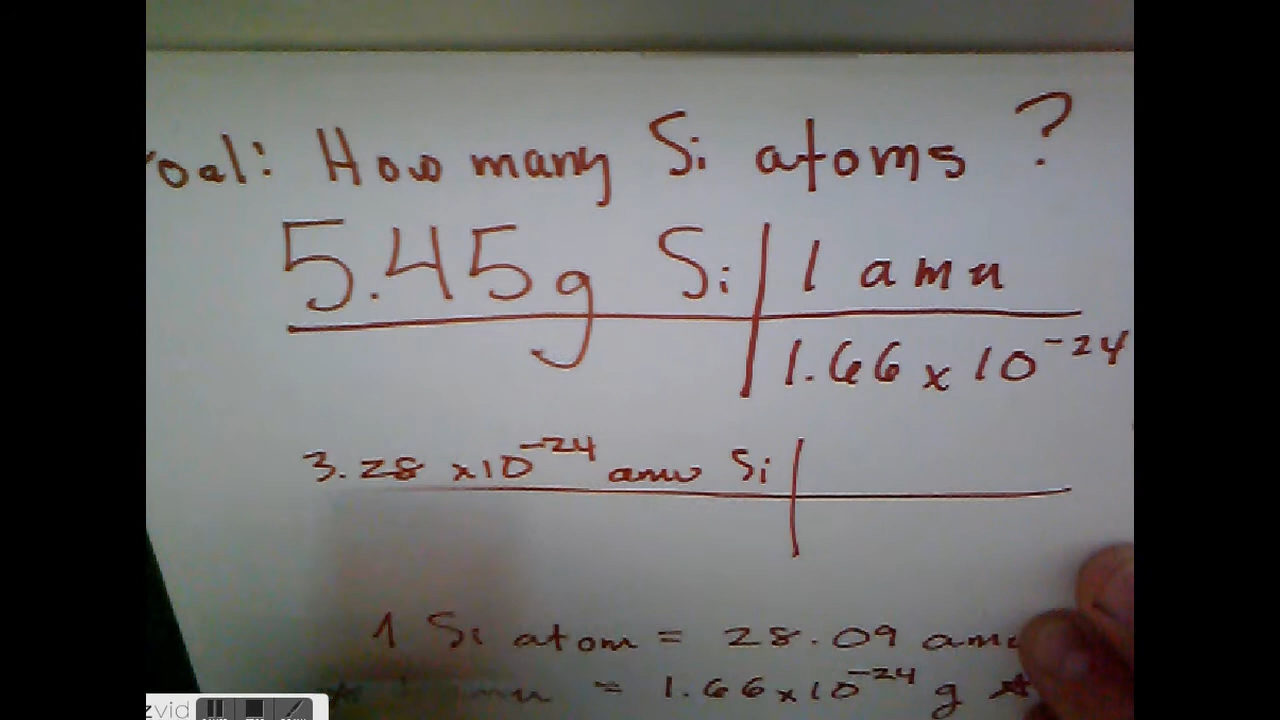 oal: How many Si atoms ?
5.45g Si | 1 amu
1.66 x 10⁻²⁴
3.28 x10⁻²⁴ amu Si
1 Si atom = 28.09 amu
= 1.66x10⁻²⁴ g *
zvid